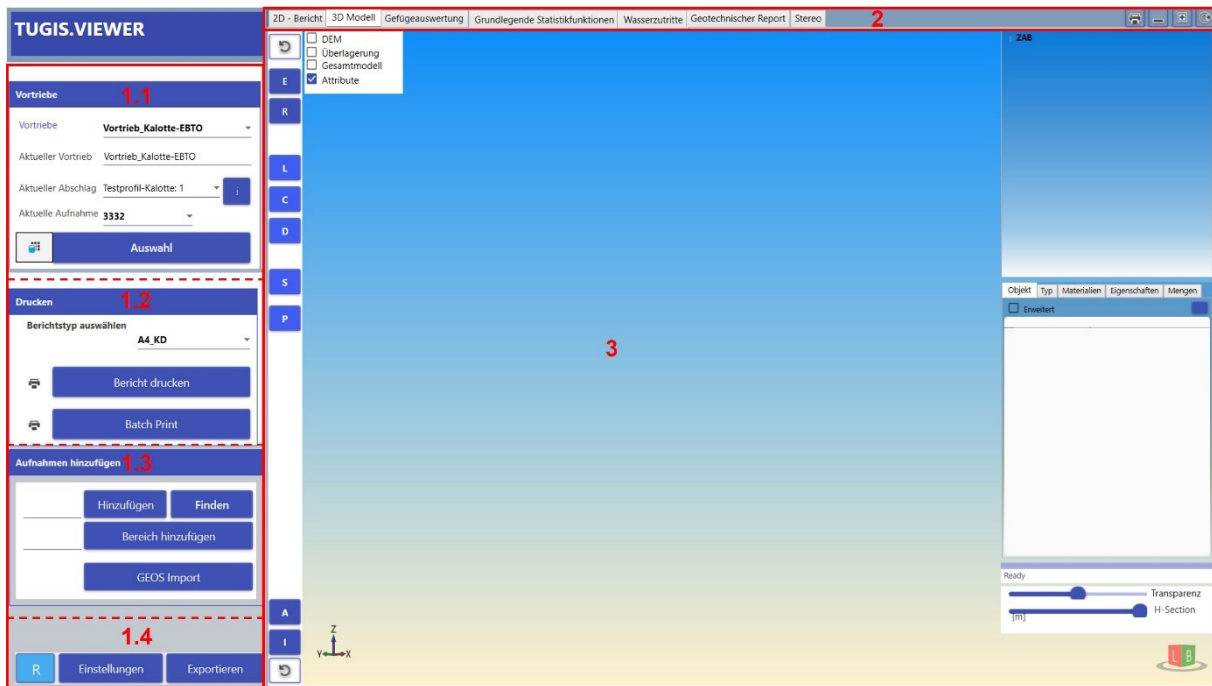 TUGIS.VIEWER
1.1
Vortriebe
Vortriebe
Vortrieb_Kalotte-EBTO
Aktueller Vortrieb
Vortrieb_Kalotte-EBTO
Aktueller Abschlag
Testprofil-Kalotte: 1
i
Aktuelle Aufnahme
3332
Auswahl
Drucken
1.2
Berichtstyp auswählen
A4_KD
Bericht drucken
Batch Print
Aufnahmen hinzufügen
1.3
Hinzufügen
Finden
Bereich hinzufügen
GEOS Import
1.4
R
Einstellungen
Exportieren
2D - Bericht
3D Modell
Gefügeauswertung
Grundlegende Statistikfunktionen
Wasserzutritte
Geotechnischer Report
Stereo
2
DEM
Überlagerung
Gesamtmodell
Attribute
E
R
L
C
D
S
P
A
I
3
Z
Y
X
ZAB
Objekt
Typ
Materialien
Eigenschaften
Mengen
Erweitert
Ready
Transparenz
H-Section
[m]
L B